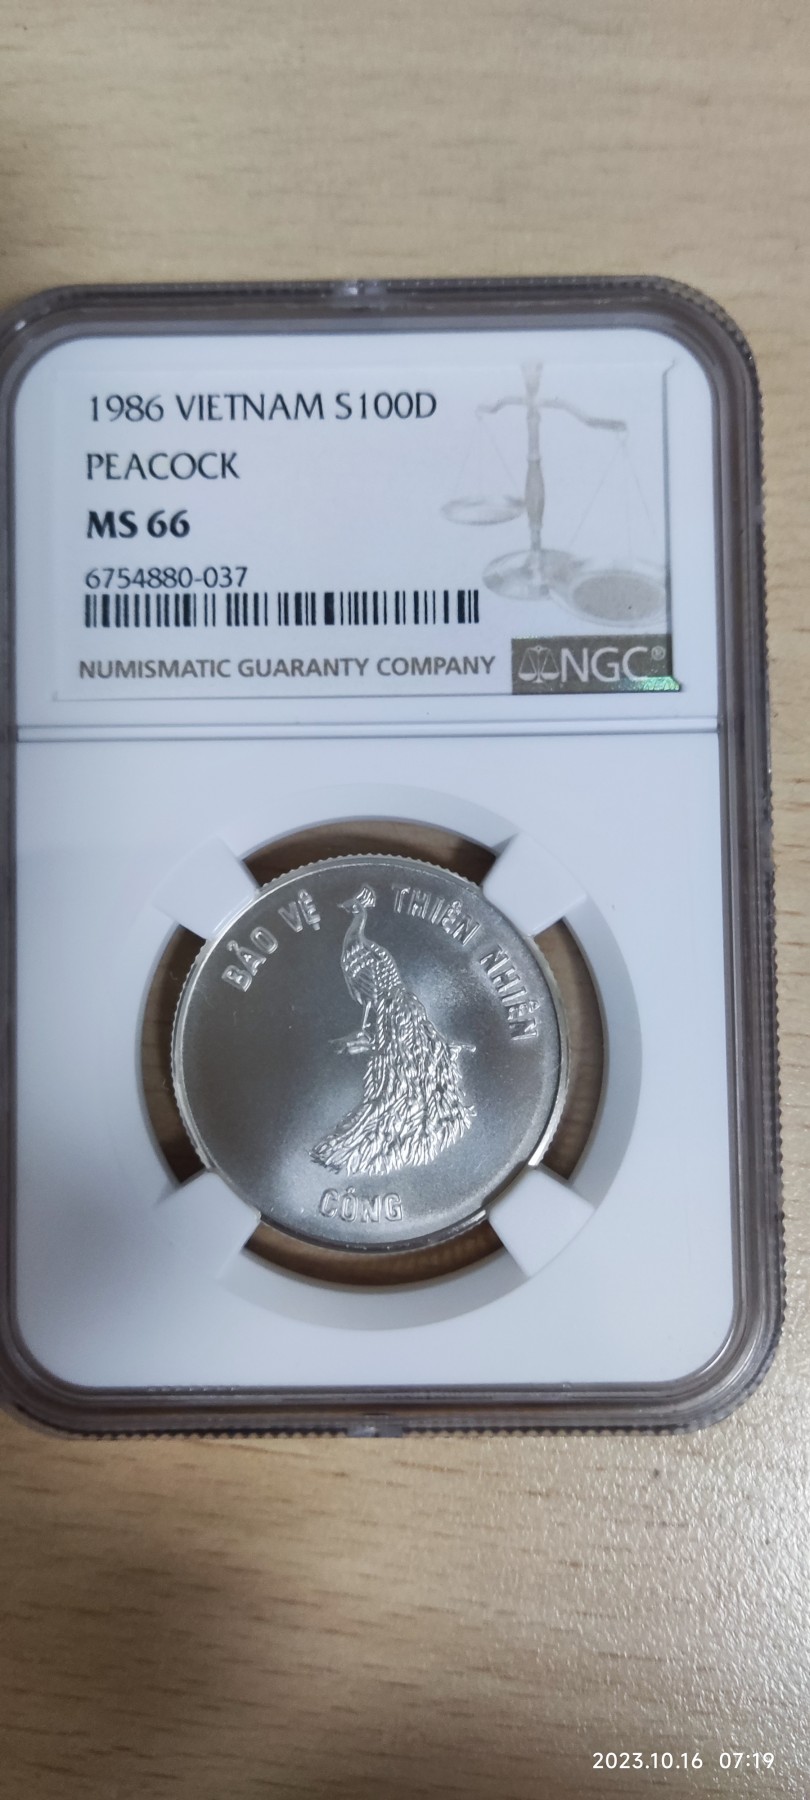 1986 VIETNAM S100D
PEACOCK
MS 66
6754880-037
NUMISMATIC GUARANTY COMPANY
NGC®
BẢO VỆ THIÊN NHIÊN
CÔNG
2023.10.16 07:19